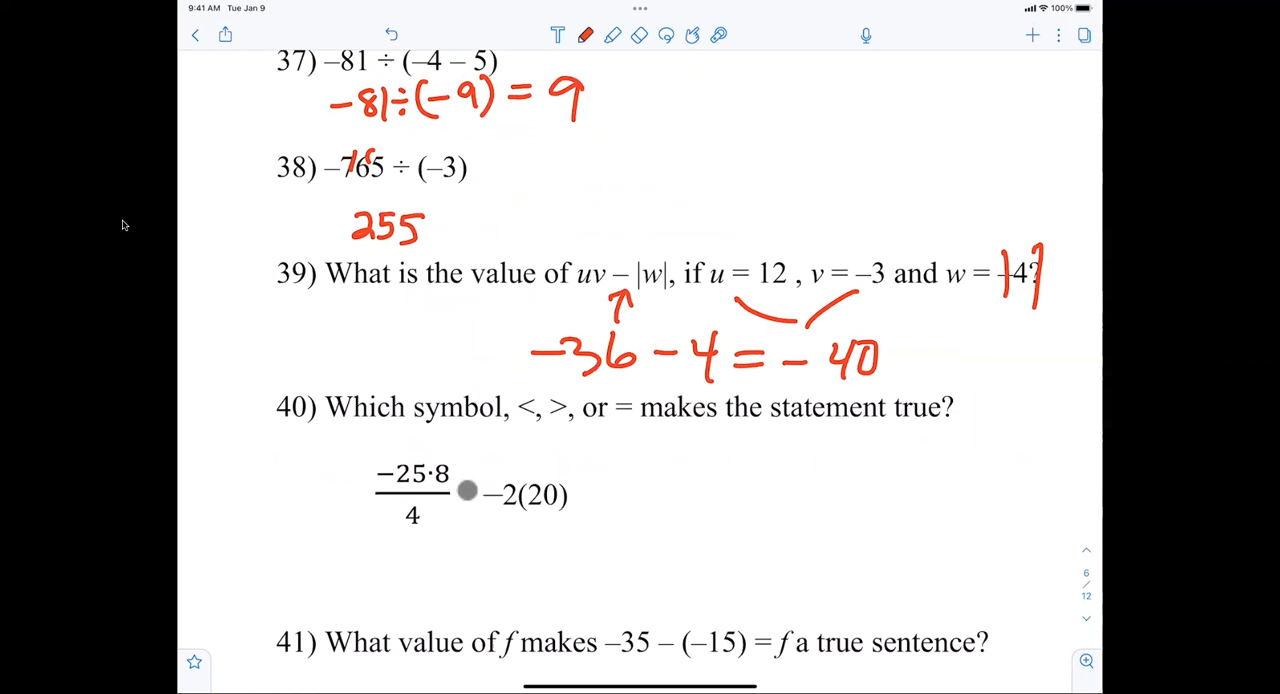 9:41 AM Tue Jan 9
100%
37) –81 ÷ (–4 – 5)
–81÷(–9) = 9
38) –765 ÷ (–3)
255
39) What is the value of uv – |w|, if u = 12 , v = –3 and w = –4?
–36 – 4 = – 40
40) Which symbol, <, >, or = makes the statement true?
−25·8
–2(20)
4
6
/
12
41) What value of f makes –35 – (–15) = f a true sentence?